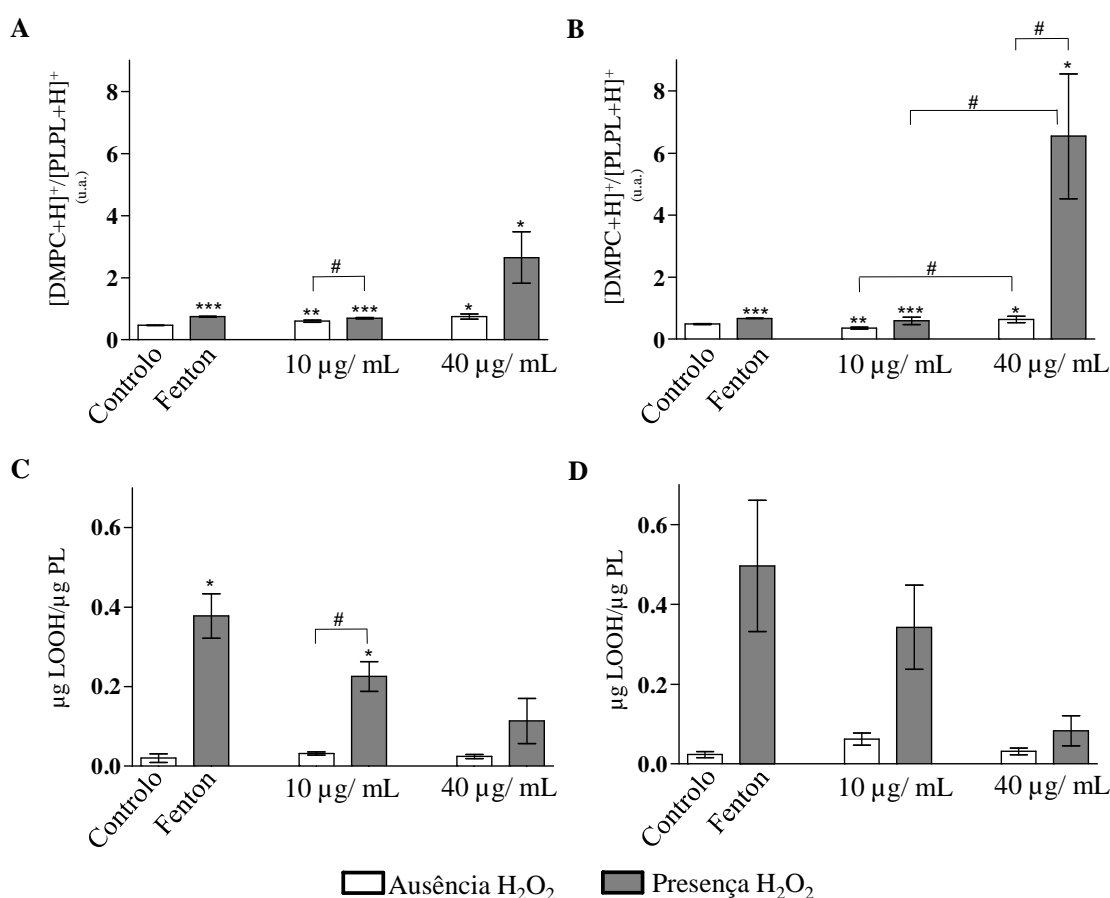 A
[DMPC+H]⁺/[PLPL+H]⁺
(u.a.)
8
6
4
2
0
***
#
**
***
*
*
Controlo
Fenton
10 µg/ mL
40 µg/ mL
B
[DMPC+H]⁺/[PLPL+H]⁺
(u.a.)
8
6
4
2
0
#
*
#
#
***
**
***
*
Controlo
Fenton
10 µg/ mL
40 µg/ mL
C
µg LOOH/µg PL
0.6
0.4
0.2
0.0
*
#
*
Controlo
Fenton
10 µg/ mL
40 µg/ mL
D
µg LOOH/µg PL
0.6
0.4
0.2
0.0
Controlo
Fenton
10 µg/ mL
40 µg/ mL
Ausência H₂O₂
Presença H₂O₂